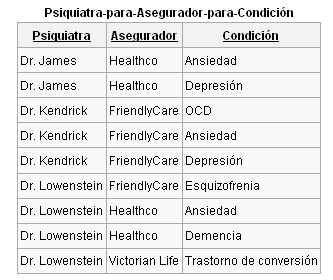 Psiquiatra-para-Asegurador-para-Condición
Psiquiatra Asegurador Condición
Dr. James Healthco Ansiedad
Dr. James Healthco Depresión
Dr. Kendrick FriendlyCare OCD
Dr. Kendrick FriendlyCare Ansiedad
Dr. Kendrick FriendlyCare Depresión
Dr. Lowenstein FriendlyCare Esquizofrenia
Dr. Lowenstein Healthco Ansiedad
Dr. Lowenstein Healthco Demencia
Dr. Lowenstein Victorian Life Trastorno de conversión